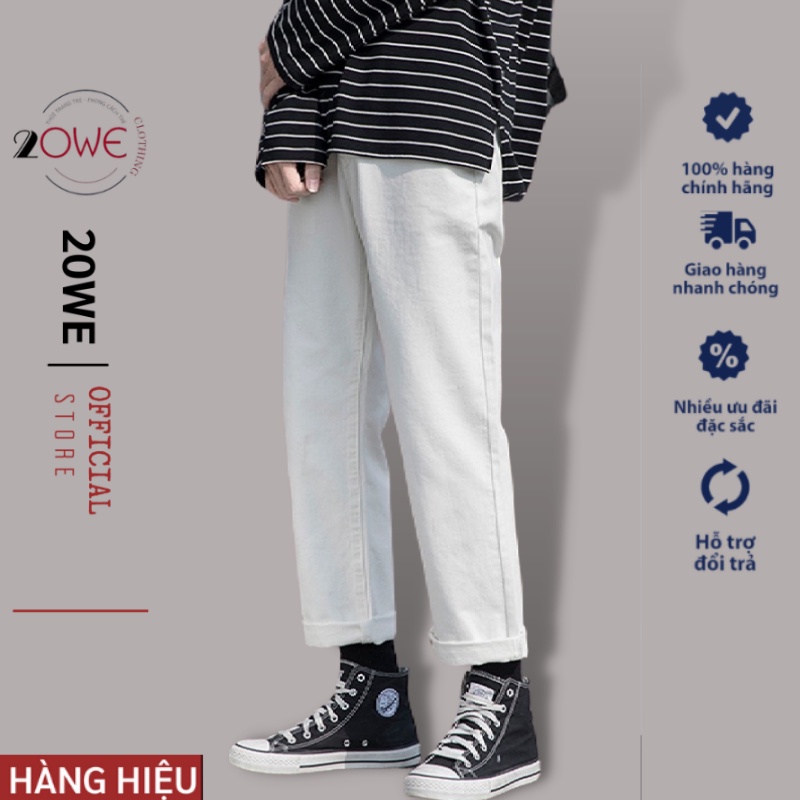 THỜI TRANG TRẺ - PHONG CÁCH TRẺ
2OWE
CLOTHING
20WE
OFFICIAL
STORE
100% hàng
chính hãng
Giao hàng
nhanh chóng
%
Nhiều ưu đãi
đặc sắc
Hỗ trợ
đổi trả
HÀNG HIỆU